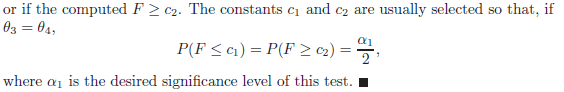 or if the computed F ≥ c₂. The constants c₁ and c₂ are usually selected so that, if
θ₃ = θ₄,
P(F ≤ c₁) = P(F ≥ c₂) = α₁/2,
where α₁ is the desired significance level of this test. ■